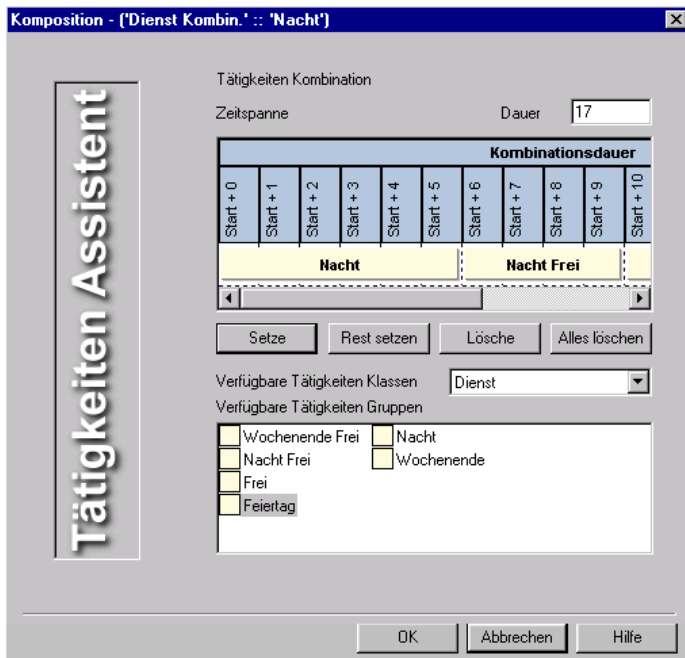 Komposition - ('Dienst Kombin.' :: 'Nacht')
Tätigkeiten Assistent
Tätigkeiten Kombination
Zeitspanne Dauer 17
Kombinationsdauer
Start + 0 Start + 1 Start + 2 Start + 3 Start + 4 Start + 5 Start + 6 Start + 7 Start + 8 Start + 9 Start + 10
Nacht Nacht Frei
Setze Rest setzen Lösche Alles löschen
Verfügbare Tätigkeiten Klassen Dienst
Verfügbare Tätigkeiten Gruppen
Wochenende Frei Nacht
Nacht Frei Wochenende
Frei
Feiertag
OK Abbrechen Hilfe